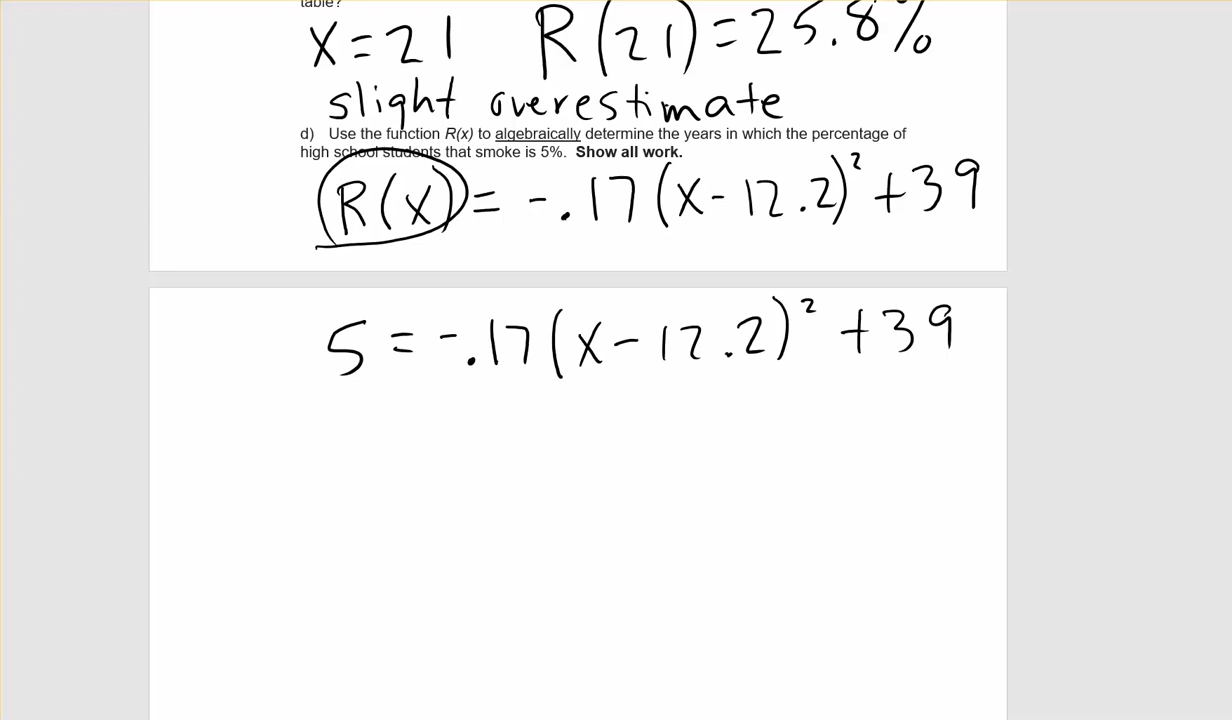 table?
x = 21 R(21) = 25.8%
slight overestimate
d) Use the function R(x) to algebraically determine the years in which the percentage of
high school students that smoke is 5%. Show all work.
R(x) = -.17(x - 12.2)² + 39
5 = -.17(x - 12.2)² + 39